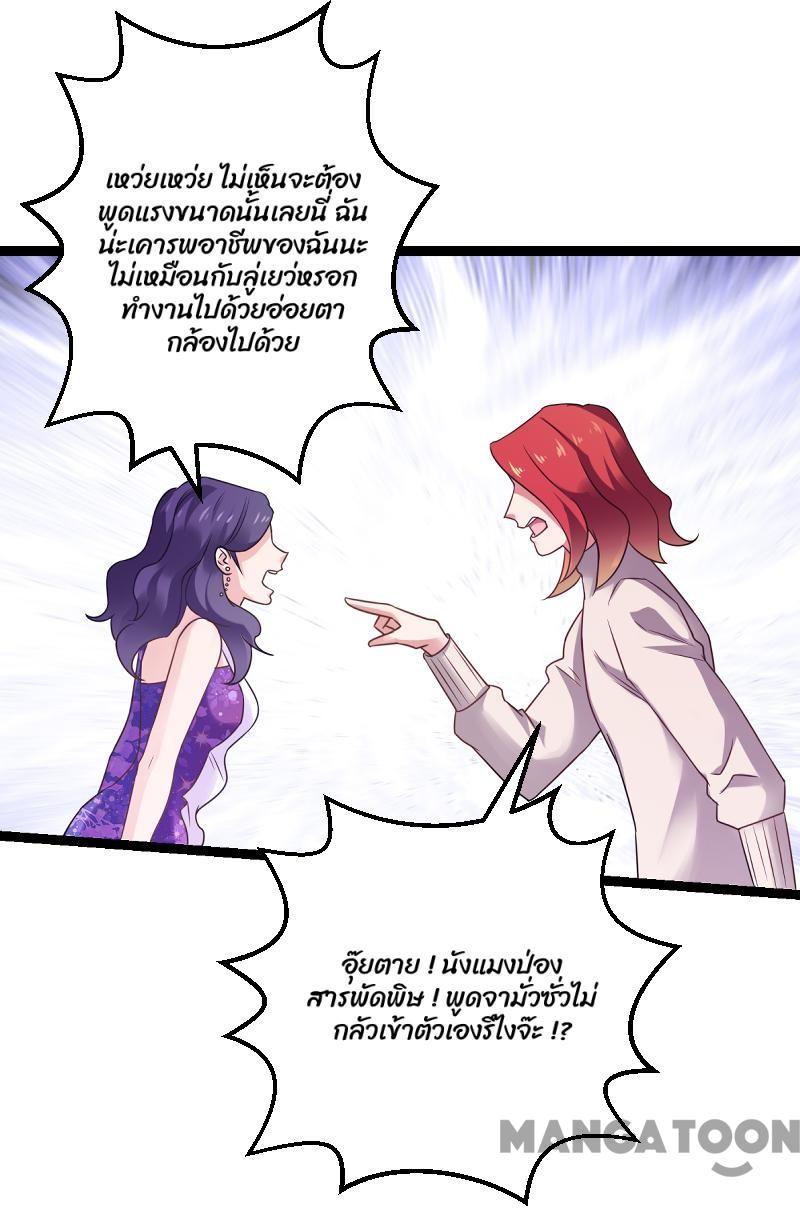 เหว่ยเหว่ย ไม่เห็นจะต้อง
พูดแรงขนาดนั้นเลยนี่ ฉัน
น่ะเคารพอาชีพของฉันนะ
ไม่เหมือนกับลู่เยว่หรอก
ทำงานไปด้วยอ่อยตา
กล้องไปด้วย
อุ๊ยตาย ! นังแมงป่อง
สารพัดพิษ ! พูดจามั่วซั่วไม่
กลัวเข้าตัวเองรึไงจ๊ะ !?
MANGATOON